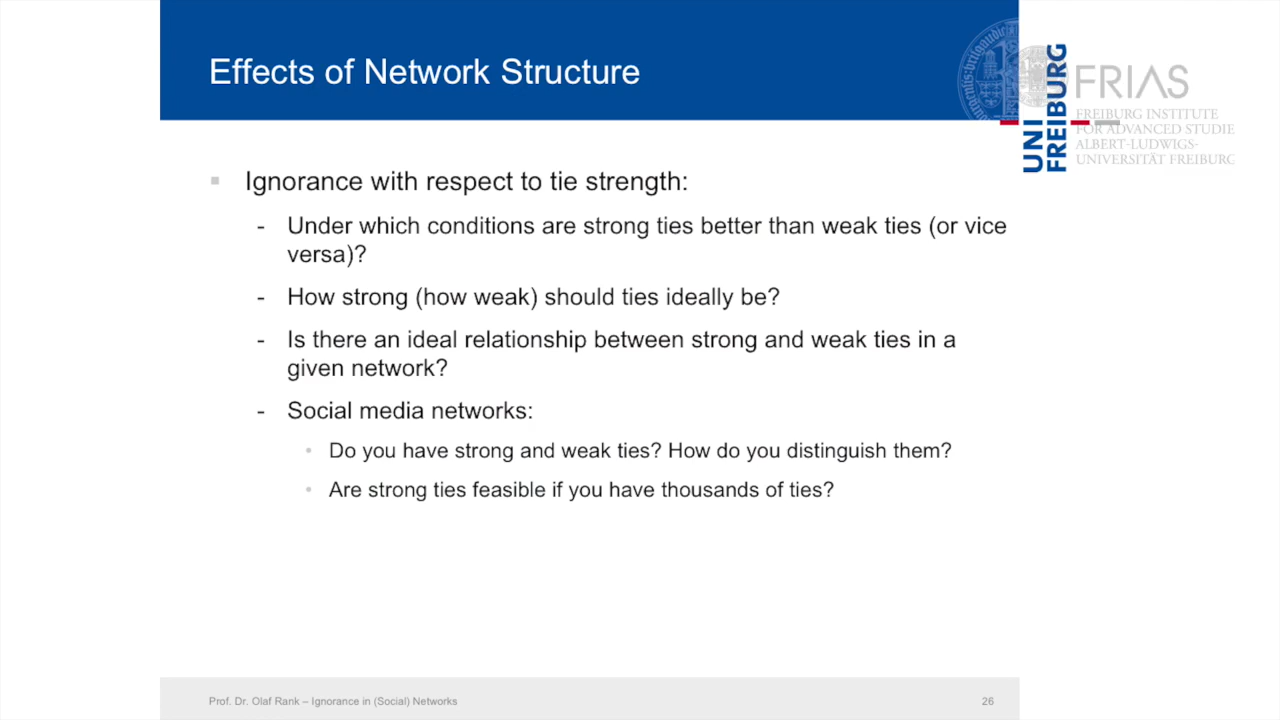 Effects of Network Structure
UNI
FREIBURG
FRIAS
FREIBURG INSTITUTE
FOR ADVANCED STUDIE
ALBERT-LUDWIGS-
UNIVERSITÄT FREIBURG
Ignorance with respect to tie strength:
- Under which conditions are strong ties better than weak ties (or vice
versa)?
- How strong (how weak) should ties ideally be?
- Is there an ideal relationship between strong and weak ties in a
given network?
- Social media networks:
• Do you have strong and weak ties? How do you distinguish them?
• Are strong ties feasible if you have thousands of ties?
Prof. Dr. Olaf Rank – Ignorance in (Social) Networks
26